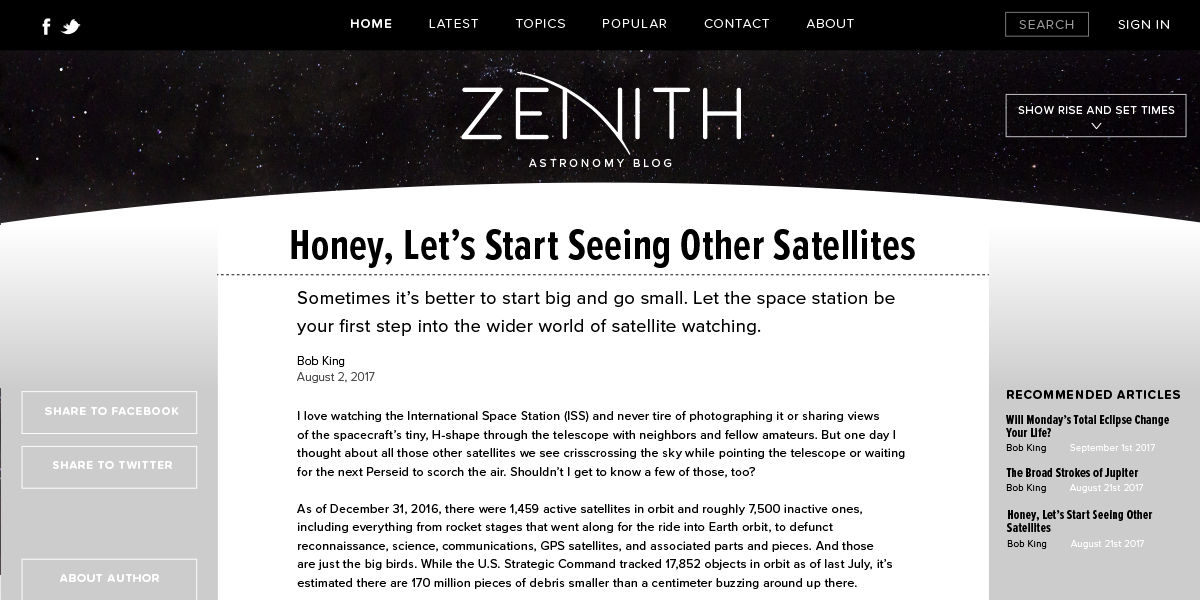 HOME LATEST TOPICS POPULAR CONTACT ABOUT SEARCH SIGN IN
ZENITH
ASTRONOMY BLOG
SHOW RISE AND SET TIMES
Honey, Let's Start Seeing Other Satellites
Sometimes it's better to start big and go small. Let the space station be
your first step into the wider world of satellite watching.
Bob King
August 2, 2017
I love watching the International Space Station (ISS) and never tire of photographing it or sharing views
of the spacecraft's tiny, H-shape through the telescope with neighbors and fellow amateurs. But one day I
thought about all those other satellites we see crisscrossing the sky while pointing the telescope or waiting
for the next Perseid to scorch the air. Shouldn't I get to know a few of those, too?
As of December 31, 2016, there were 1,459 active satellites in orbit and roughly 7,500 inactive ones,
including everything from rocket stages that went along for the ride into Earth orbit, to defunct
reconnaissance, science, communications, GPS satellites, and associated parts and pieces. And those
are just the big birds. While the U.S. Strategic Command tracked 17,852 objects in orbit as of last July, it's
estimated there are 170 million pieces of debris smaller than a centimeter buzzing around up there.
SHARE TO FACEBOOK
SHARE TO TWITTER
ABOUT AUTHOR
RECOMMENDED ARTICLES
Will Monday's Total Eclipse Change
Your Life?
Bob King September 1st 2017
The Broad Strokes of Jupiter
Bob King August 21st 2017
Honey, Let's Start Seeing Other
Satellites
Bob King August 21st 2017